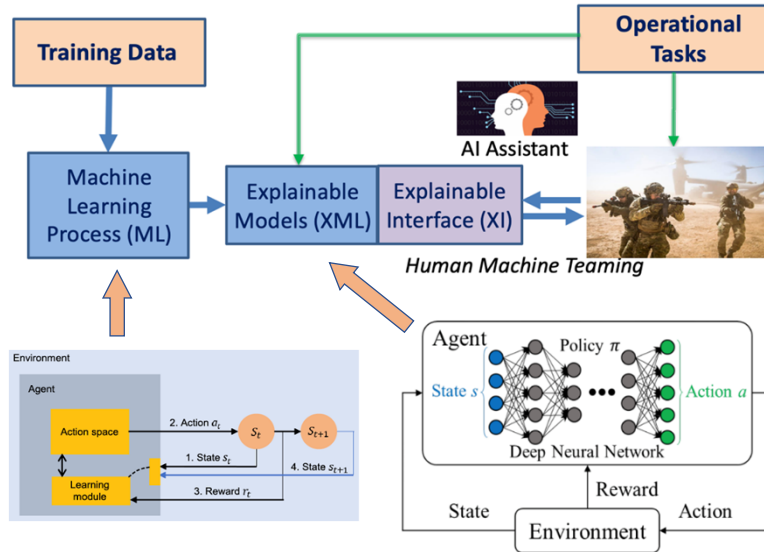 Training Data
Operational
Tasks
AI Assistant
Machine
Learning
Process (ML)
Explainable
Models (XML)
Explainable
Interface (XI)
Human Machine Teaming
Environment
Agent
Action space
2. Action a_t
S_t
S_{t+1}
1. State s_t
4. State s_{t+1}
Learning
module
3. Reward r_t
Agent
Policy π
State s
Action a
Deep Neural Network
Reward
State
Action
Environment